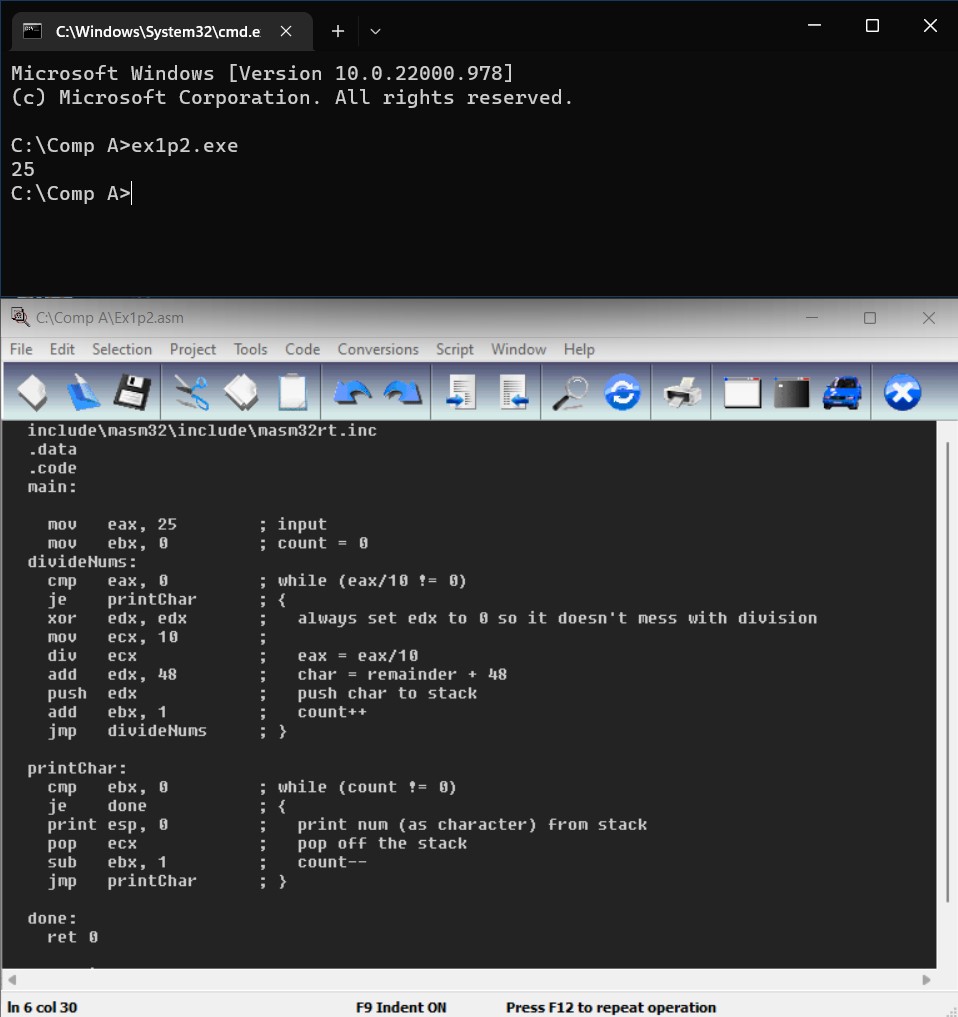 C:\Windows\System32\cmd.e
Microsoft Windows [Version 10.0.22000.978]
(c) Microsoft Corporation. All rights reserved.
C:\Comp A>ex1p2.exe
25
C:\Comp A>
C:\Comp A\Ex1p2.asm
File Edit Selection Project Tools Code Conversions Script Window Help
include\masm32\include\masm32rt.inc
.data
.code
main:
mov eax, 25 ; input
mov ebx, 0 ; count = 0
divideNums:
cmp eax, 0 ; while (eax/10 != 0)
je printChar ; {
xor edx, edx ; always set edx to 0 so it doesn't mess with division
mov ecx, 10 ;
div ecx ; eax = eax/10
add edx, 48 ; char = remainder + 48
push edx ; push char to stack
add ebx, 1 ; count++
jmp divideNums ; }
printChar:
cmp ebx, 0 ; while (count != 0)
je done ; {
print esp, 0 ; print num (as character) from stack
pop ecx ; pop off the stack
sub ebx, 1 ; count--
jmp printChar ; }
done:
ret 0
ln 6 col 30 F9 Indent ON Press F12 to repeat operation